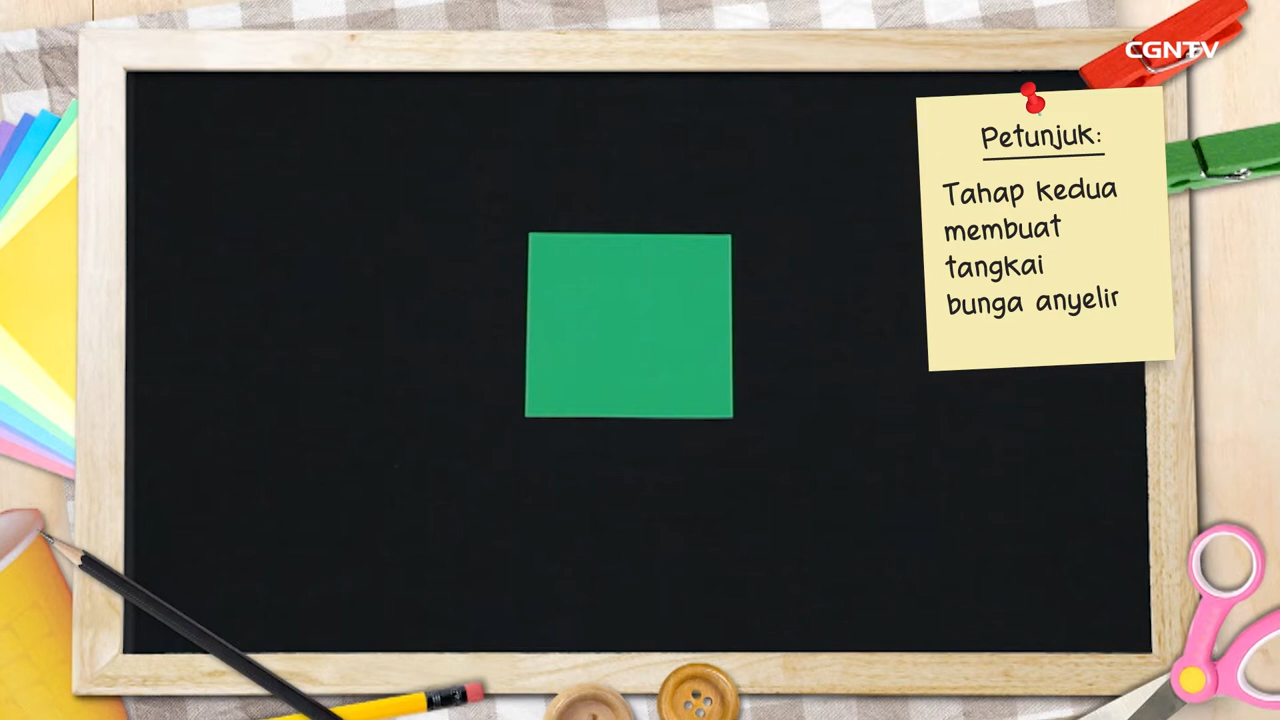 CGNTV
Petunjuk:
Tahap kedua
membuat
tangkai
bunga anyelir